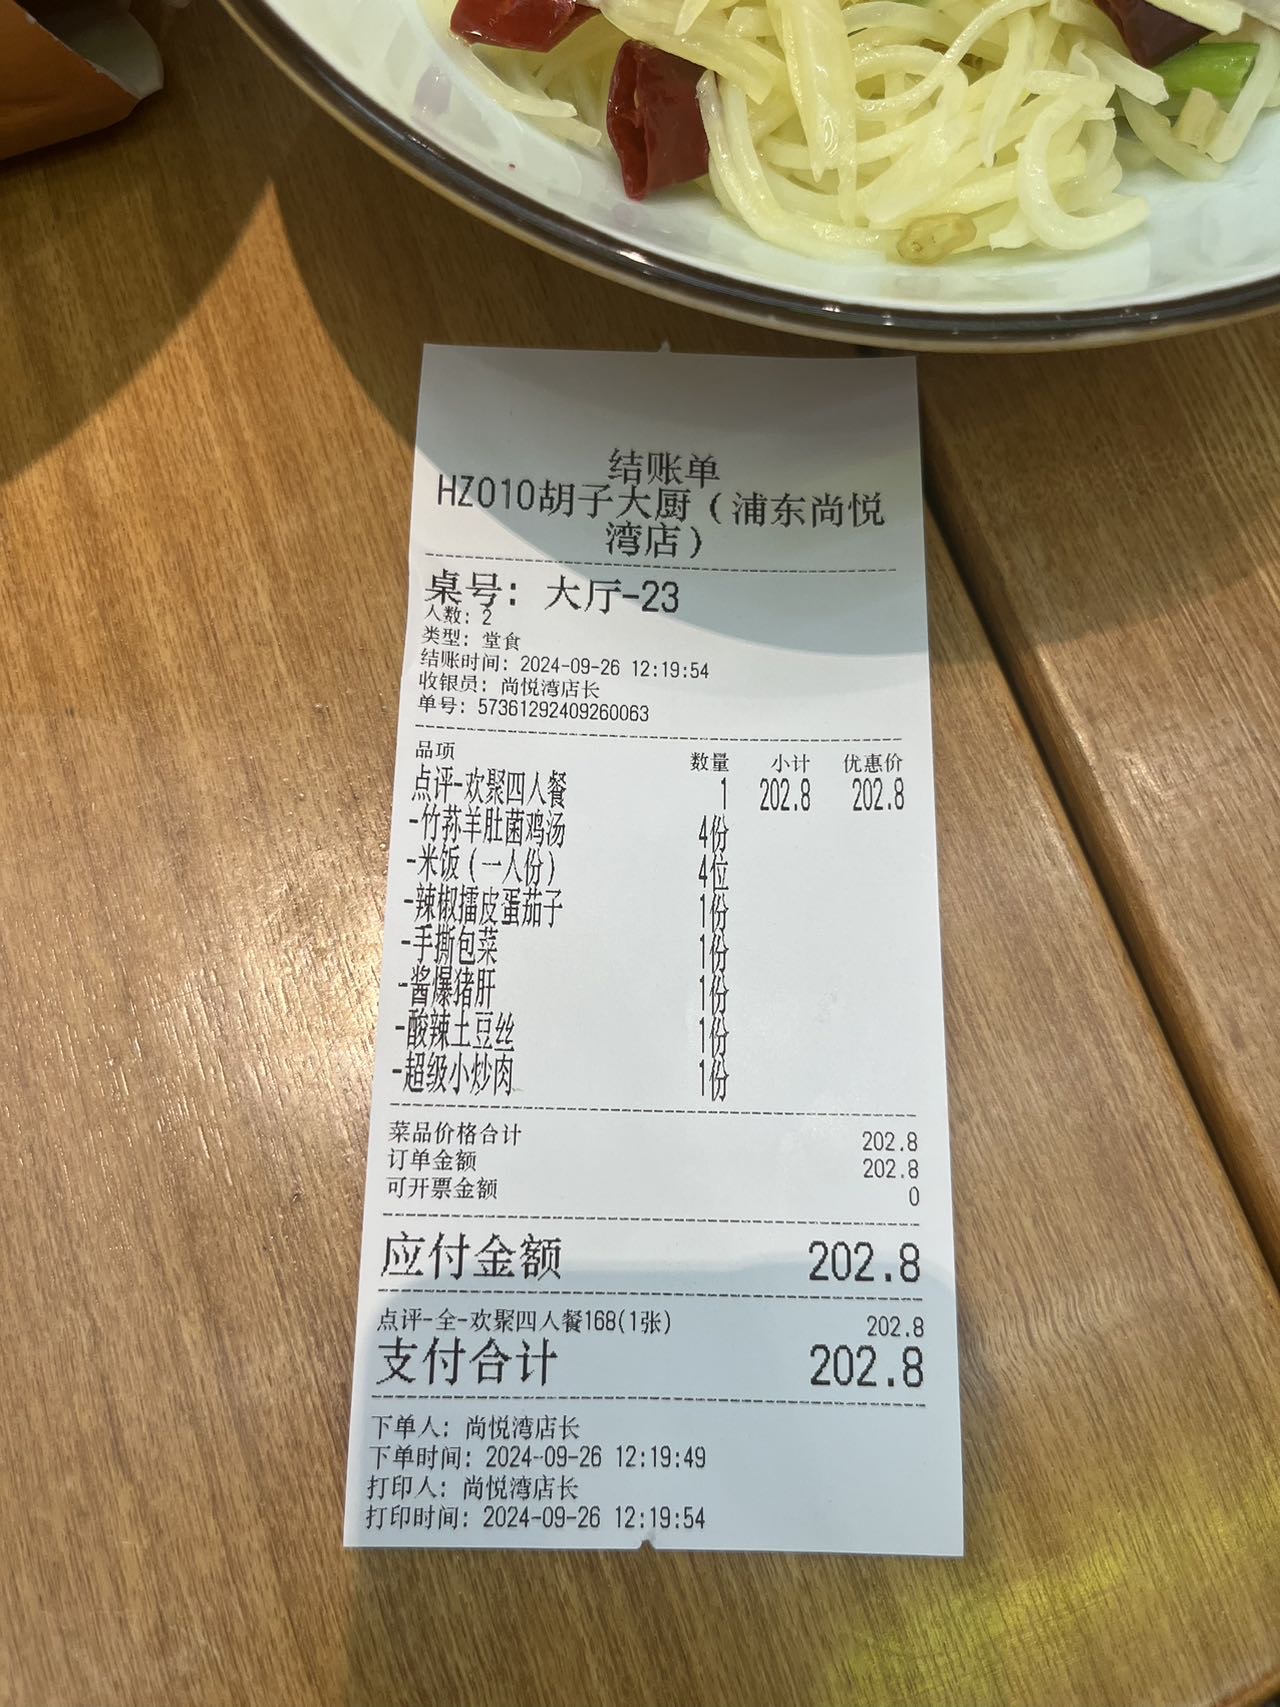 结账单
HZ010胡子大厨（浦东尚悦
湾店）
桌号：大厅-23
人数：2
类型：堂食
结账时间：2024-09-26 12:19:54
收银员：尚悦湾店长
单号：57361292409260063
品项 数量 小计 优惠价
点评-欢聚四人餐 1 202.8 202.8
-竹荪羊肚菌鸡汤 4份
-米饭（一人份） 4位
-辣椒擂皮蛋茄子 1份
-手撕包菜 1份
-酱爆猪肝 1份
-酸辣土豆丝 1份
-超级小炒肉 1份
菜品价格合计 202.8
订单金额 202.8
可开票金额 0
应付金额 202.8
点评-全-欢聚四人餐168(1张) 202.8
支付合计 202.8
下单人：尚悦湾店长
下单时间：2024-09-26 12:19:49
打印人：尚悦湾店长
打印时间：2024-09-26 12:19:54